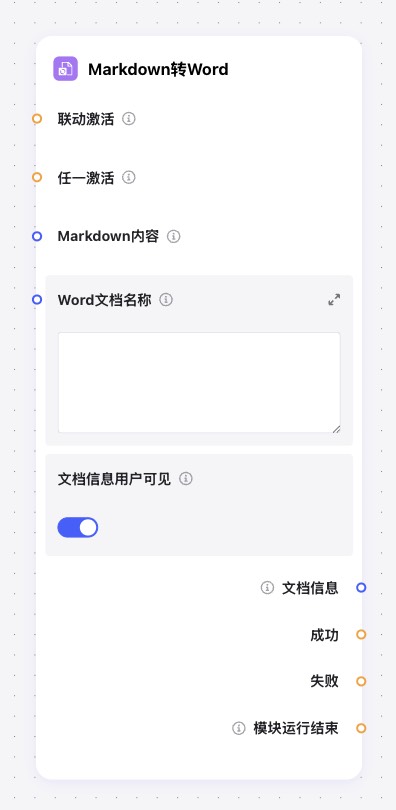 Markdown转Word
联动激活
任一激活
Markdown内容
Word文档名称
文档信息用户可见
文档信息
成功
失败
模块运行结束